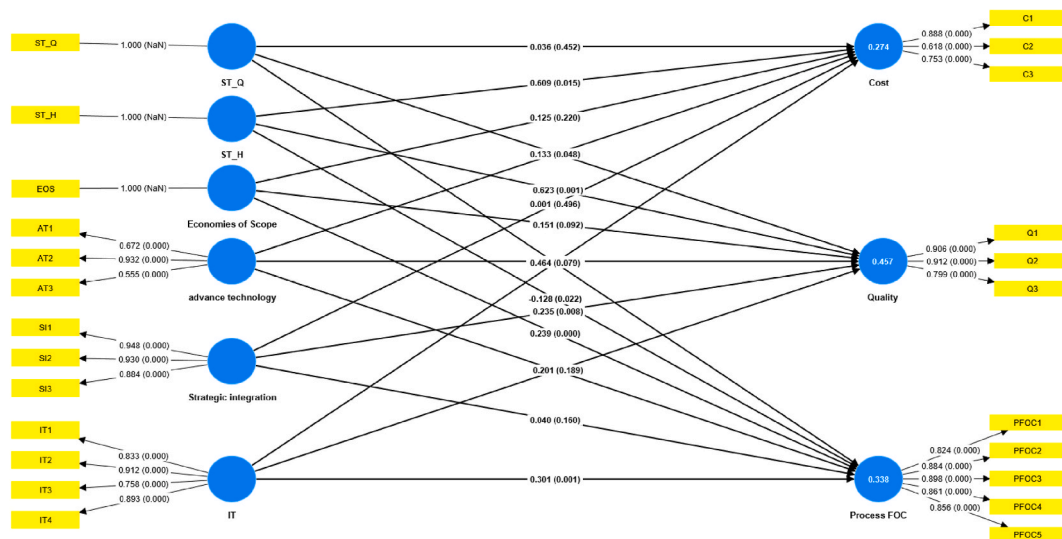 ST_Q
1.000 (NaN)
ST_Q
ST_H
1.000 (NaN)
ST_H
EOS
1.000 (NaN)
Economies of Scope
AT1
AT2
AT3
0.672 (0.000)
0.932 (0.000)
0.555 (0.000)
advance technology
SI1
SI2
SI3
0.948 (0.000)
0.930 (0.000)
0.884 (0.000)
Strategic integration
IT1
IT2
IT3
IT4
0.833 (0.000)
0.912 (0.000)
0.758 (0.000)
0.893 (0.000)
IT
0.036 (0.452)
0.609 (0.015)
0.125 (0.220)
0.133 (0.048)
0.623 (0.001)
0.001 (0.496)
0.151 (0.092)
0.464 (0.079)
-0.128 (0.022)
0.235 (0.008)
0.239 (0.000)
0.201 (0.189)
0.040 (0.160)
0.301 (0.001)
0.274
Cost
0.888 (0.000)
0.618 (0.000)
0.753 (0.000)
C1
C2
C3
0.457
Quality
0.906 (0.000)
0.912 (0.000)
0.799 (0.000)
Q1
Q2
Q3
0.338
Process FOC
0.824 (0.000)
0.884 (0.000)
0.898 (0.000)
0.861 (0.000)
0.856 (0.000)
PFOC1
PFOC2
PFOC3
PFOC4
PFOC5